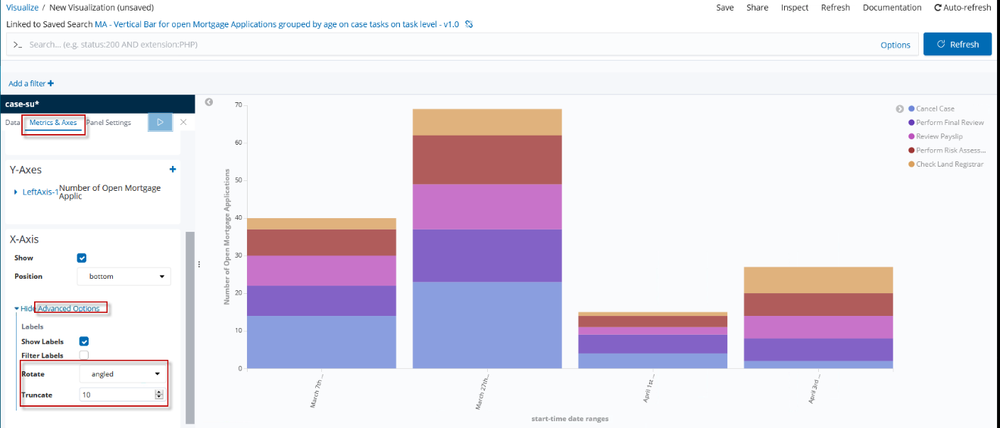 Visualize / New Visualization (unsaved)
Save Share Inspect Refresh Documentation Auto-refresh
Linked to Saved Search MA - Vertical Bar for open Mortgage Applications grouped by age on case tasks on task level - v1.0
>_ Search... (e.g. status:200 AND extension:PHP)
Options
Refresh
Add a filter +
case-su*
Data Metrics & Axes Panel Settings
Y-Axes
LeftAxis-1 Number of Open Mortgage
Applic
X-Axis
Show
Position bottom
Hide Advanced Options
Labels
Show Labels
Filter Labels
Rotate angled
Truncate 10
Number of Open Mortgage Applications
70
60
50
40
30
20
10
0
March 7th ...
March 27th...
April 1st ...
April 3rd ...
start-time date ranges
Cancel Case
Perform Final Review
Review Payslip
Perform Risk Assess...
Check Land Registrar